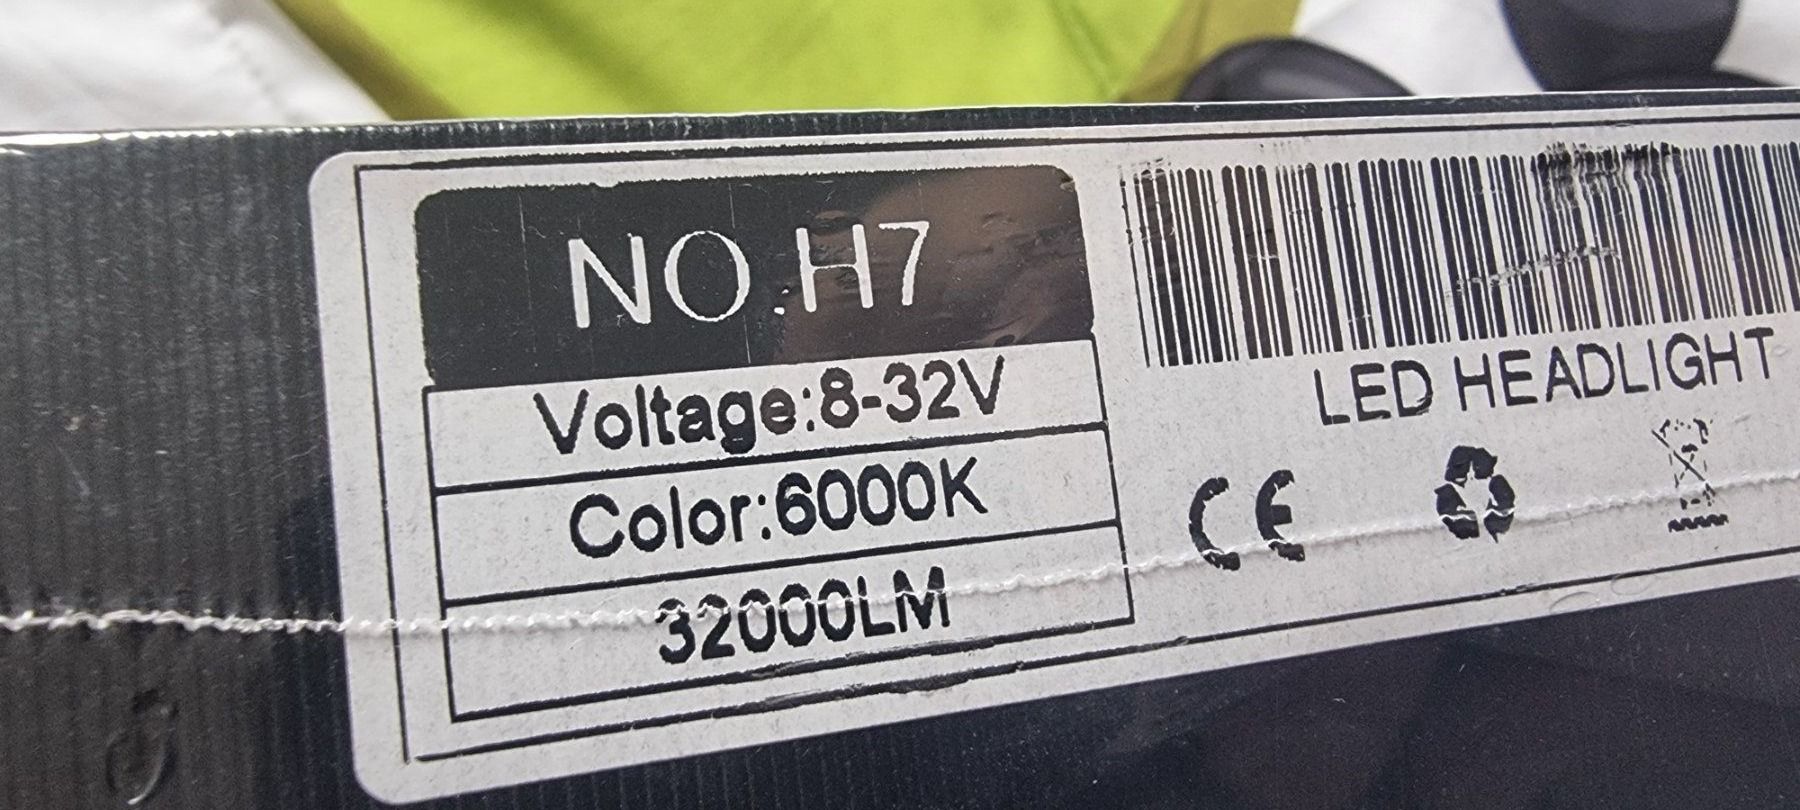 NO.H7
Voltage:8-32V
Color:6000K
32000LM
LED HEADLIGHT
CE